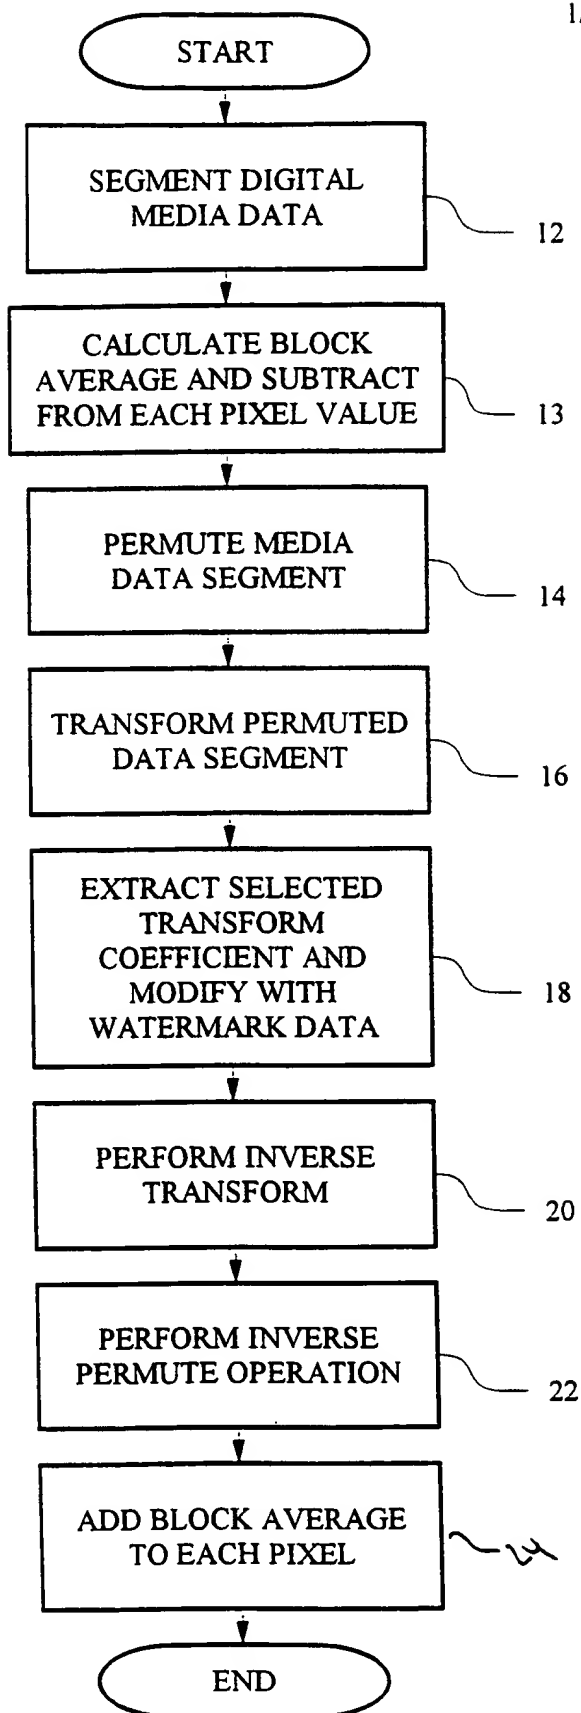 START
SEGMENT DIGITAL
MEDIA DATA
12
CALCULATE BLOCK
AVERAGE AND SUBTRACT
FROM EACH PIXEL VALUE
13
PERMUTE MEDIA
DATA SEGMENT
14
TRANSFORM PERMUTED
DATA SEGMENT
16
EXTRACT SELECTED
TRANSFORM
COEFFICIENT AND
MODIFY WITH
WATERMARK DATA
18
PERFORM INVERSE
TRANSFORM
20
PERFORM INVERSE
PERMUTE OPERATION
22
ADD BLOCK AVERAGE
TO EACH PIXEL
24
END